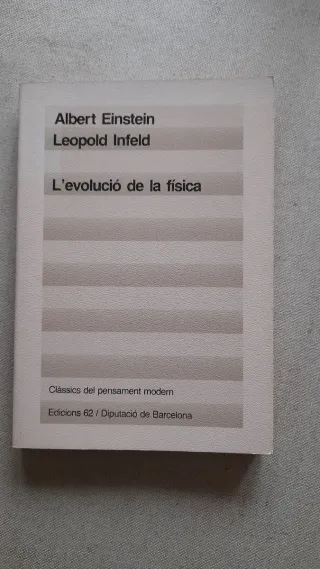 Albert Einstein
Leopold Infeld
L'evolució de la física
Clàssics del pensament modern
Edicions 62 / Diputació de Barcelona